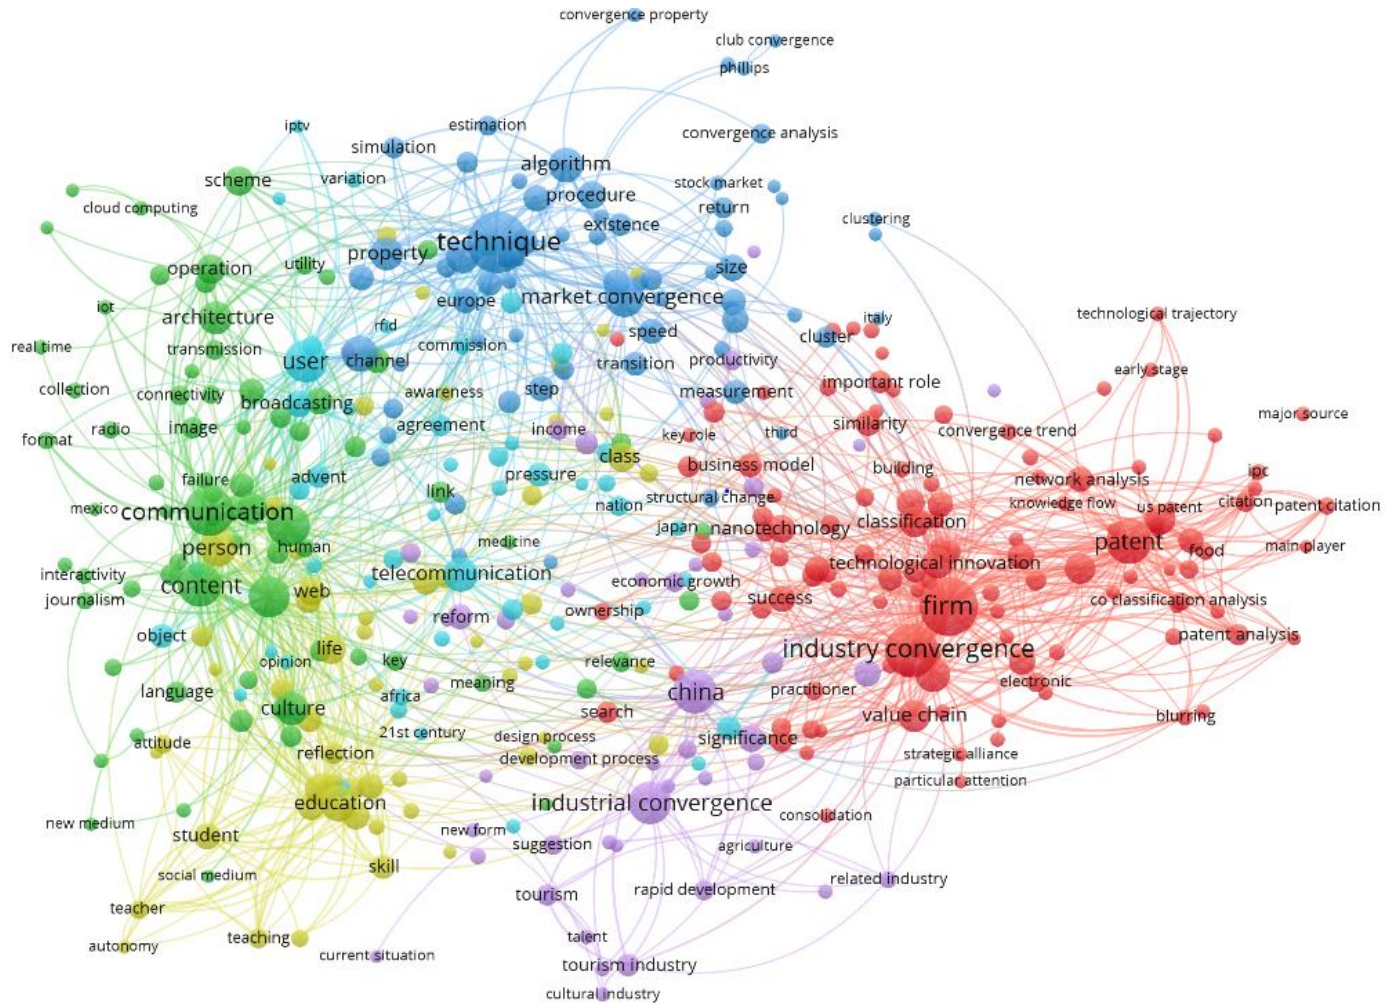 convergence property
club convergence
phillips
iptv
estimation
convergence analysis
simulation
algorithm
scheme
variation
stock market
procedure
return
cloud computing
existence
clustering
technique
property
operation
utility
size
europe
market convergence
iot
architecture
rfid
speed
cluster
italy
technological trajectory
real time
transmission
commission
user
channel
transition
productivity
early stage
collection
connectivity
awareness
step
measurement
important role
broadcasting
major source
format
radio
image
agreement
income
key role
third
similarity
convergence trend
class
business model
building
advent
pressure
failure
link
structural change
network analysis
ipc
mexico
communication
nation
knowledge flow
us patent
citation
patent citation
japan
nanotechnology
classification
human
medicine
patent
person
food
main player
interactivity
telecommunication
technological innovation
content
web
economic growth
journalism
reform
ownership
success
firm
co classification analysis
object
patent analysis
life
industry convergence
opinion
key
relevance
language
africa
meaning
china
practitioner
electronic
culture
search
value chain
blurring
attitude
21st century
design process
significance
reflection
development process
strategic alliance
particular attention
education
industrial convergence
new medium
new form
consolidation
student
suggestion
agriculture
skill
social medium
tourism
rapid development
related industry
teacher
autonomy
teaching
talent
current situation
tourism industry
cultural industry